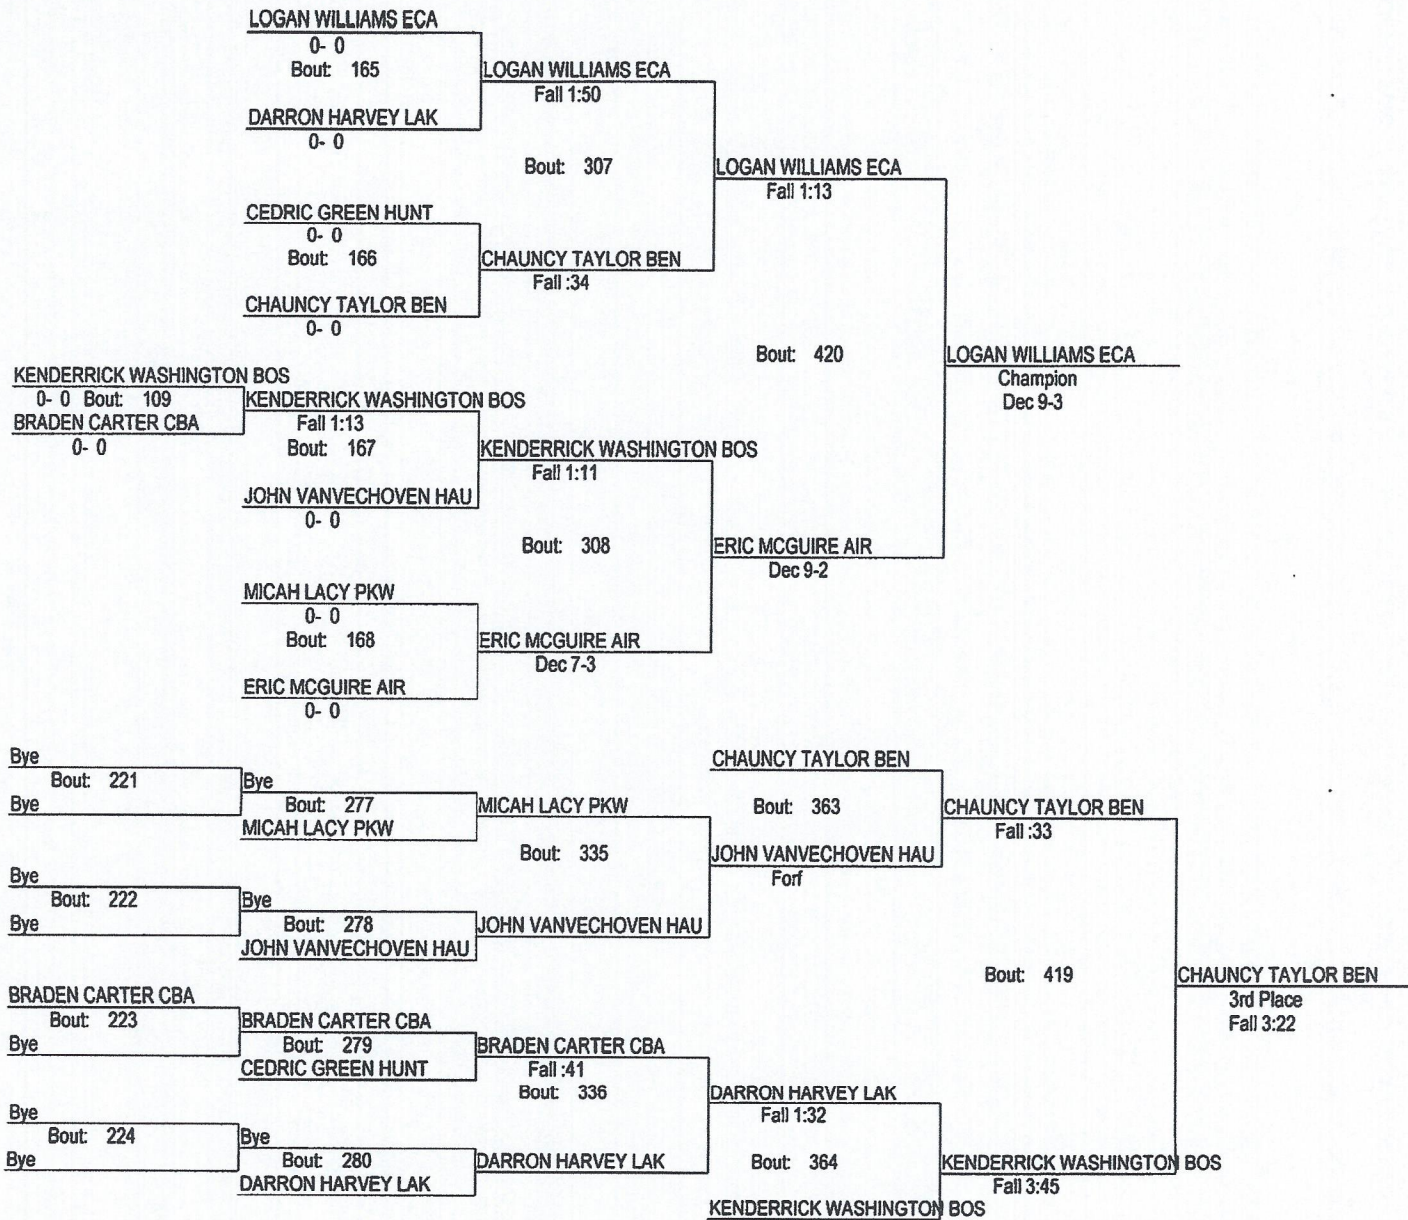 LOGAN WILLIAMS ECA
0- 0
Bout: 165
LOGAN WILLIAMS ECA
Fall 1:50
DARRON HARVEY LAK
0- 0
Bout: 307
LOGAN WILLIAMS ECA
Fall 1:13
CEDRIC GREEN HUNT
0- 0
Bout: 166
CHAUNCY TAYLOR BEN
Fall :34
CHAUNCY TAYLOR BEN
0- 0
Bout: 420
LOGAN WILLIAMS ECA
Champion
Dec 9-3
KENDERRICK WASHINGTON BOS
0- 0 Bout: 109
BRADEN CARTER CBA
0- 0
KENDERRICK WASHINGTON BOS
Fall 1:13
Bout: 167
KENDERRICK WASHINGTON BOS
Fall 1:11
JOHN VANVECHOVEN HAU
0- 0
Bout: 308
ERIC MCGUIRE AIR
Dec 9-2
MICAH LACY PKW
0- 0
Bout: 168
ERIC MCGUIRE AIR
Dec 7-3
ERIC MCGUIRE AIR
0- 0
Bye
Bout: 221
Bye
Bye
Bout: 277
MICAH LACY PKW
MICAH LACY PKW
CHAUNCY TAYLOR BEN
Bout: 363
CHAUNCY TAYLOR BEN
Fall :33
Bout: 335
JOHN VANVECHOVEN HAU
Forf
Bye
Bout: 222
Bye
Bye
Bout: 278
JOHN VANVECHOVEN HAU
JOHN VANVECHOVEN HAU
Bout: 419
CHAUNCY TAYLOR BEN
3rd Place
Fall 3:22
BRADEN CARTER CBA
Bout: 223
Bye
BRADEN CARTER CBA
Bout: 279
CEDRIC GREEN HUNT
BRADEN CARTER CBA
Fall :41
Bout: 336
DARRON HARVEY LAK
Fall 1:32
Bye
Bout: 224
Bye
Bye
Bout: 280
DARRON HARVEY LAK
DARRON HARVEY LAK
Bout: 364
KENDERRICK WASHINGTON BOS
Fall 3:45
KENDERRICK WASHINGTON BOS